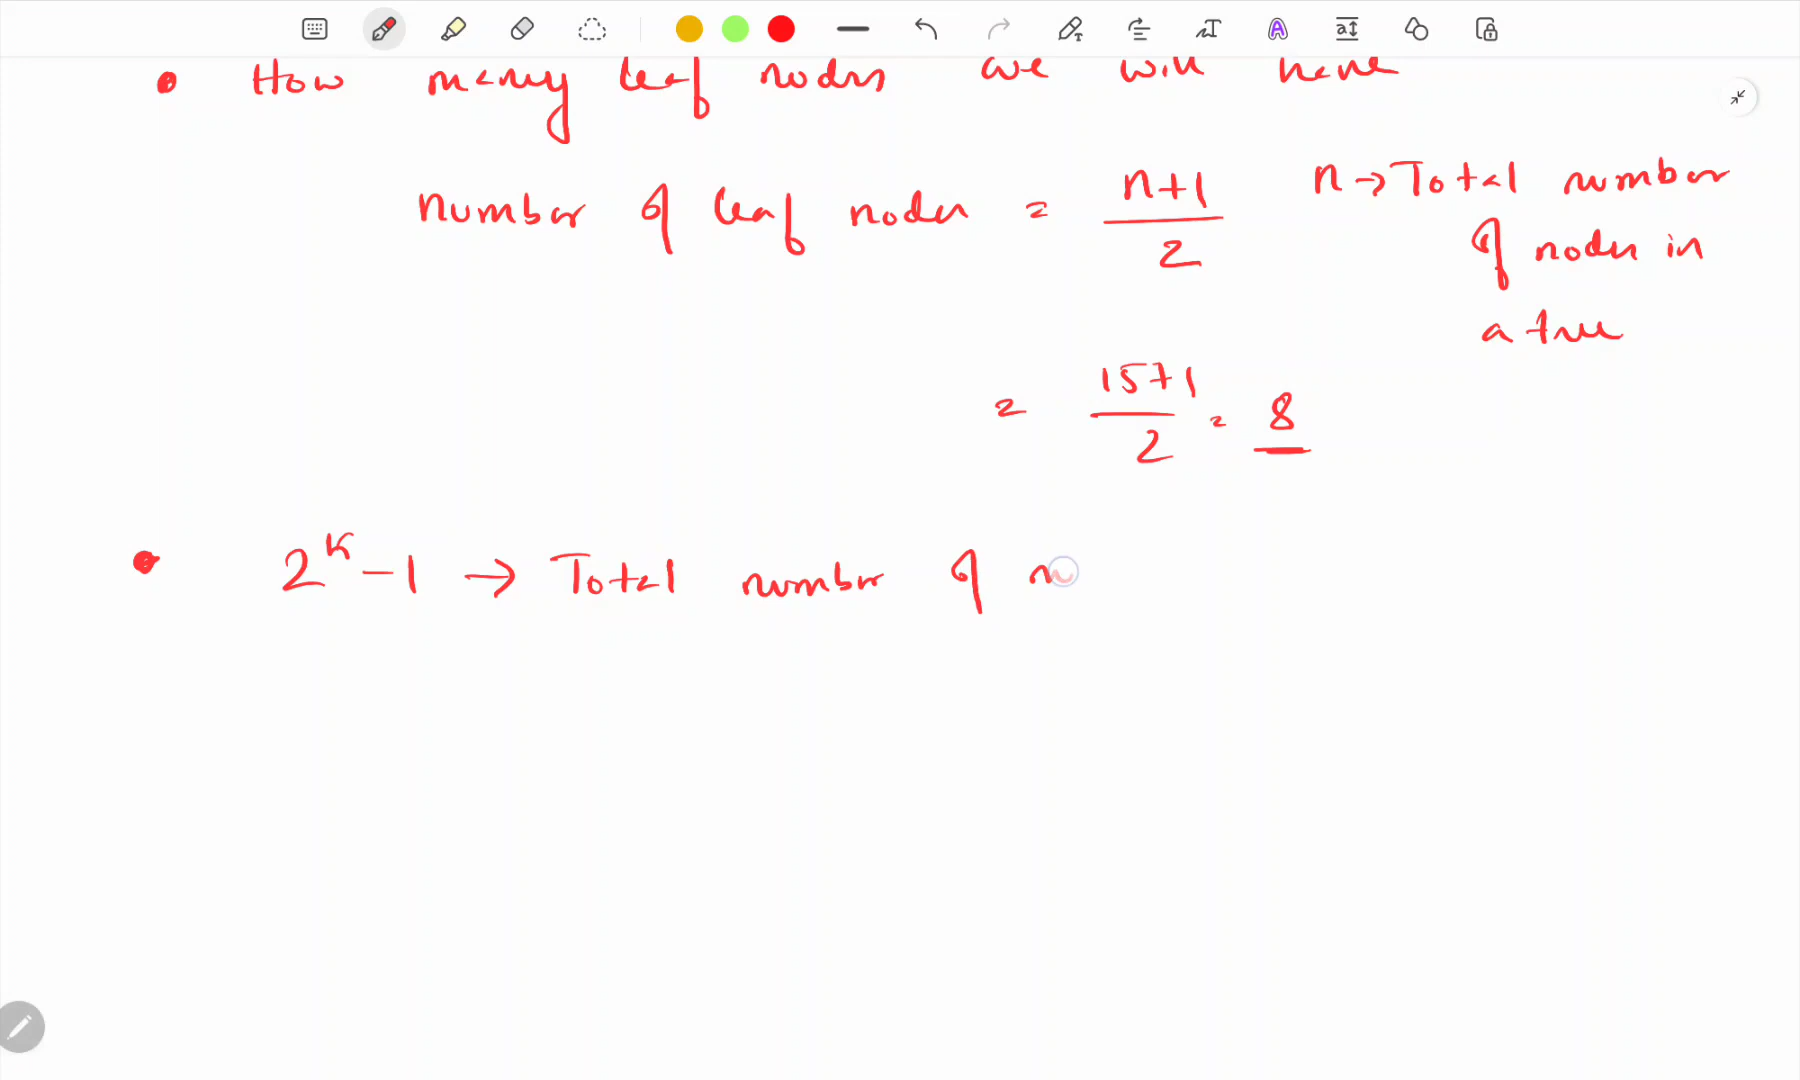 How many leaf nodes we will have
number of leaf nodes = n+1 / 2
n → Total number
of nodes in
a tree
= 15+1 / 2 = 8
2^k - 1 → Total number of n